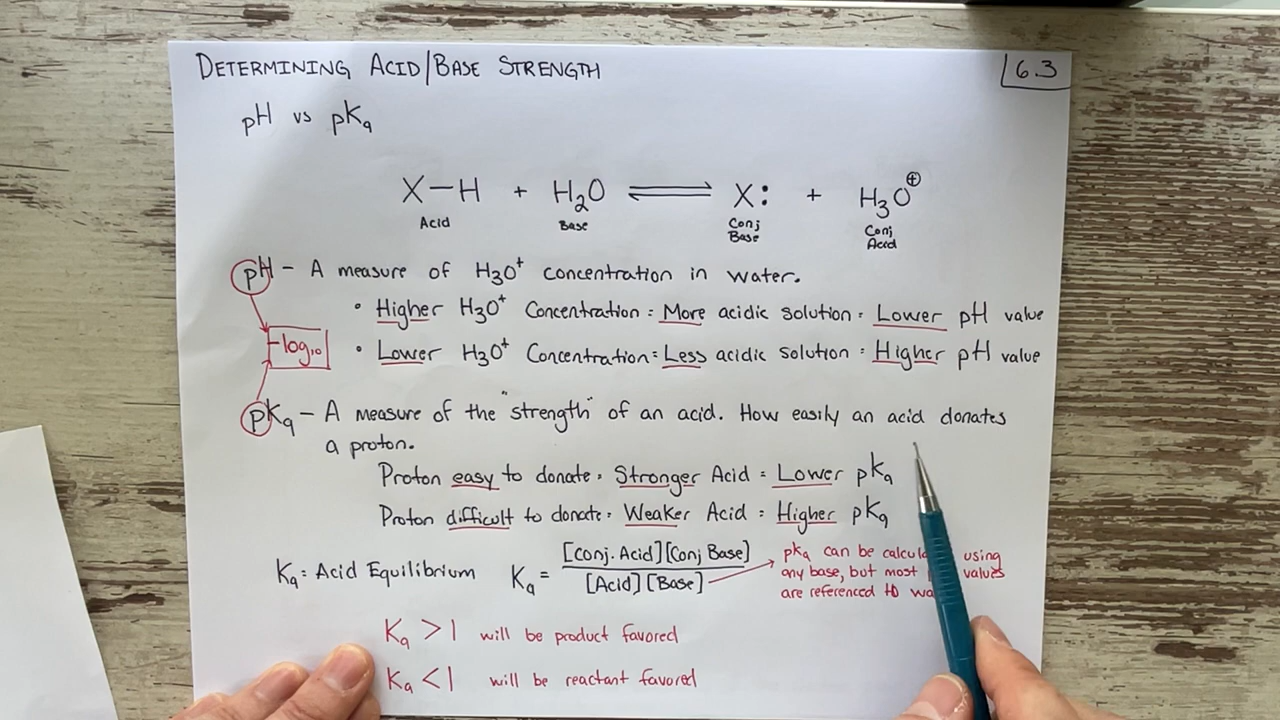 DETERMINING ACID/BASE STRENGTH
6.3
pH vs pKa
X—H + H₂O ⇌ X: + H₃O⊕
Acid Base Conj Base Conj Acid
pH – A measure of H₃O⁺ concentration in water.
• Higher H₃O⁺ Concentration = More acidic solution = Lower pH value
-log₁₀
• Lower H₃O⁺ Concentration = Less acidic solution = Higher pH value
pKa – A measure of the "strength" of an acid. How easily an acid donates
a proton.
Proton easy to donate = Stronger Acid = Lower pKa
Proton difficult to donate = Weaker Acid = Higher pKa
Ka = Acid Equilibrium Ka = [Conj. Acid][Conj Base] / [Acid][Base]
pka can be using
any base, but most values
are referenced to
Ka >1 will be product favored
Ka <1 will be reactant favored